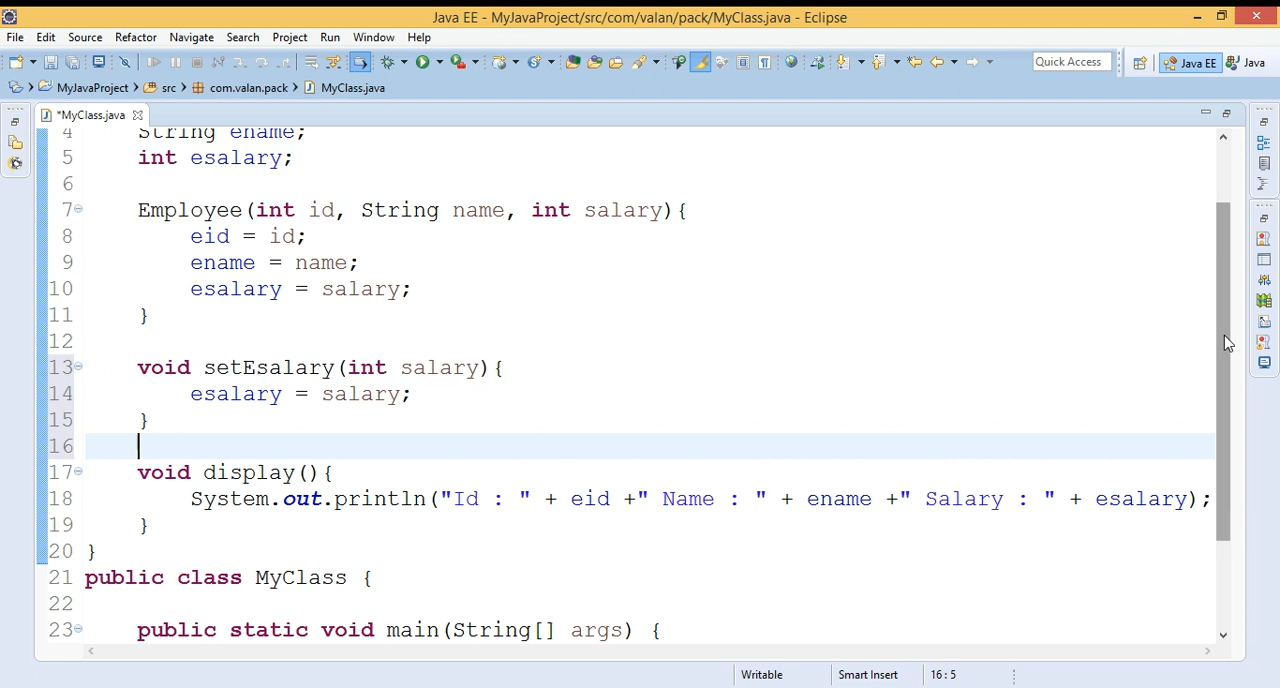 Java EE - MyJavaProject/src/com/valan/pack/MyClass.java - Eclipse
File Edit Source Refactor Navigate Search Project Run Window Help
Quick Access Java EE Java
MyJavaProject src com.valan.pack MyClass.java
*MyClass.java
4 String ename;
5 int esalary;
6
7 Employee(int id, String name, int salary){
8 eid = id;
9 ename = name;
10 esalary = salary;
11 }
12
13 void setEsalary(int salary){
14 esalary = salary;
15 }
16
17 void display(){
18 System.out.println("Id : " + eid +" Name : " + ename +" Salary : " + esalary);
19 }
20 }
21 public class MyClass {
22
23 public static void main(String[] args) {
Writable Smart Insert 16 : 5